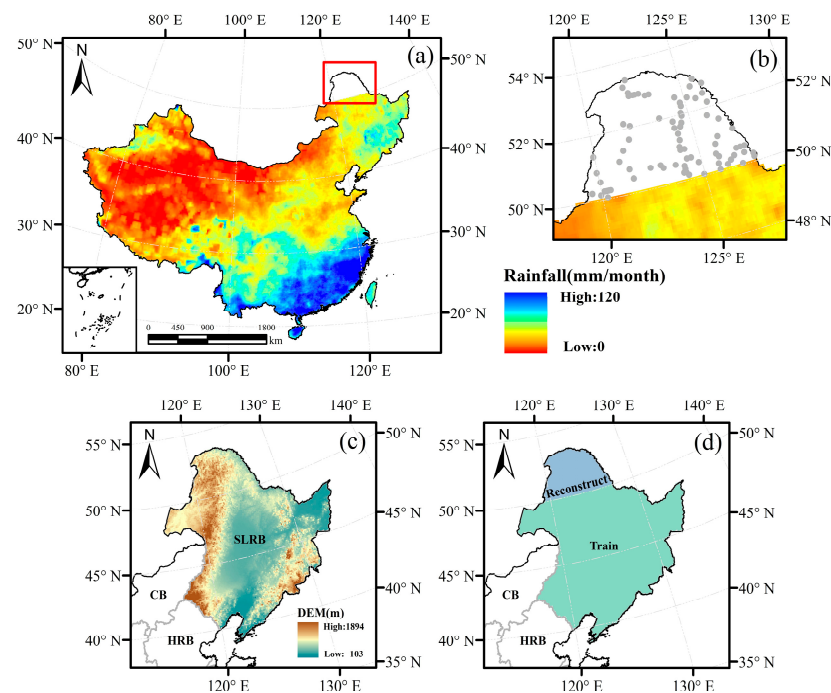 100° E 120° E 140° E
80° E
50° N
N
(a)
50° N
40° N
40° N
30° N
30° N
20° N
20° N
0 450 900 1800
km
80° E 100° E 120° E
120° E 125° E 130° E
(b)
54° N
52° N
52° N
50° N
50° N
48° N
120° E 125° E
Rainfall(mm/month)
High:120
Low:0
120° E 130° E 140° E
N
(c)
50° N
55° N
50° N
45° N
SLRB
45° N
40° N
CB
HRB
DEM(m)
High:1894
Low: 103
40° N
35° N
120° E 130° E
120° E 130° E 140° E
N
(d)
50° N
55° N
Reconstruct
50° N
45° N
Train
45° N
40° N
CB
HRB
40° N
35° N
120° E 130° E